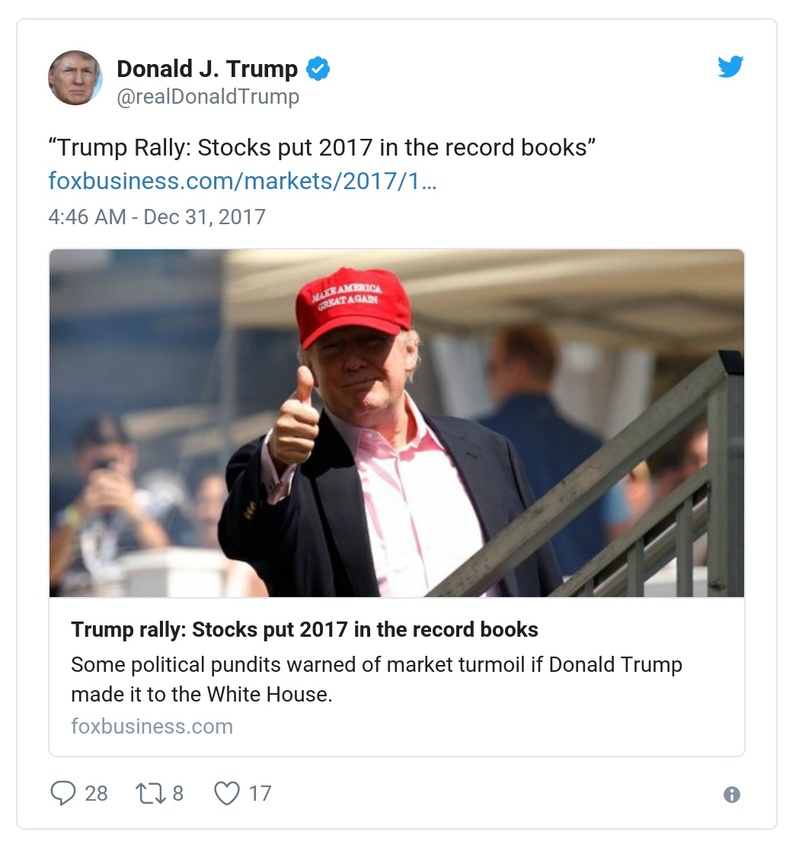 Donald J. Trump
@realDonaldTrump
“Trump Rally: Stocks put 2017 in the record books”
foxbusiness.com/markets/2017/1…
4:46 AM - Dec 31, 2017
MAKE AMERICA
GREAT AGAIN
Trump rally: Stocks put 2017 in the record books
Some political pundits warned of market turmoil if Donald Trump
made it to the White House.
foxbusiness.com
28 8 17